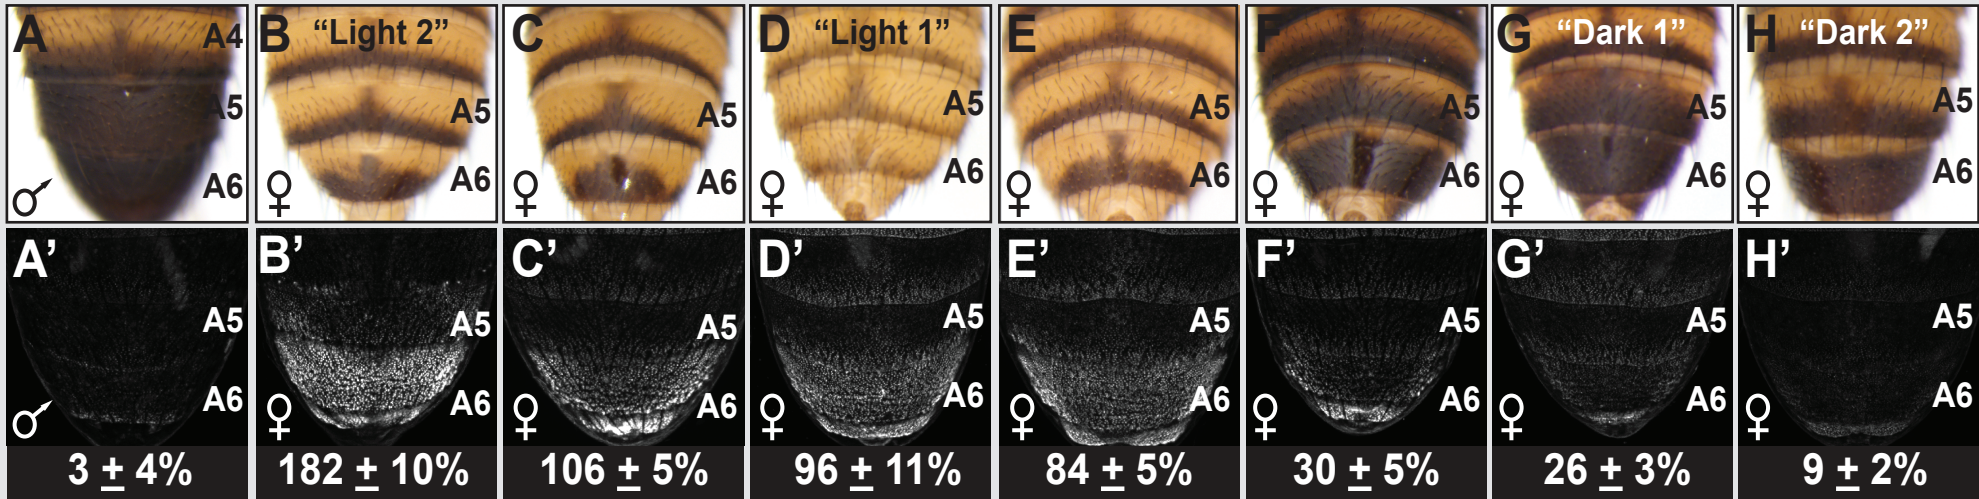 A A4 A5 A6 ♂
B “Light 2” A5 A6 ♀
C A5 A6 ♀
D “Light 1” A5 A6 ♀
E A5 A6 ♀
F A5 A6 ♀
G “Dark 1” A5 A6 ♀
H “Dark 2” A5 A6 ♀
A’ A5 A6 ♂
B’ A5 A6 ♀
C’ A5 A6 ♀
D’ A5 A6 ♀
E’ A5 A6 ♀
F’ A5 A6 ♀
G’ A5 A6 ♀
H’ A5 A6 ♀
3 ± 4% 182 ± 10% 106 ± 5% 96 ± 11% 84 ± 5% 30 ± 5% 26 ± 3% 9 ± 2%